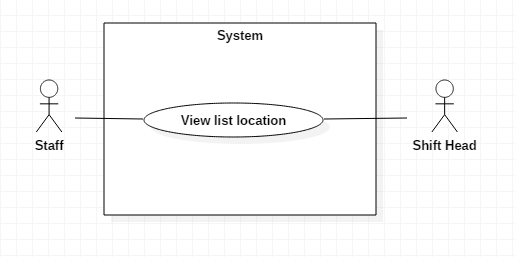 System
View list location
Staff
Shift Head